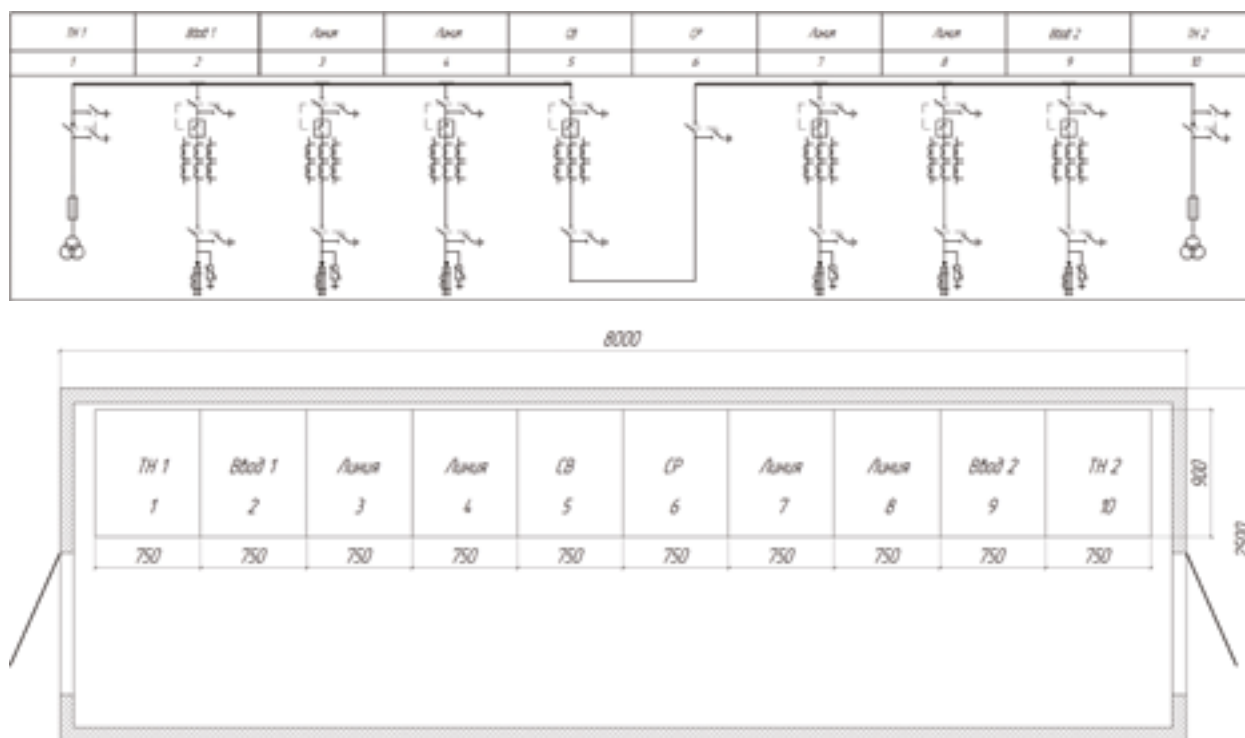 ТН 1 Ввод 1 Линия Линия СВ СР Линия Линия Ввод 2 ТН 2
1 2 3 4 5 6 7 8 9 10
8000
ТН 1 Ввод 1 Линия Линия СВ СР Линия Линия Ввод 2 ТН 2
1 2 3 4 5 6 7 8 9 10
900
2500
750 750 750 750 750 750 750 750 750 750